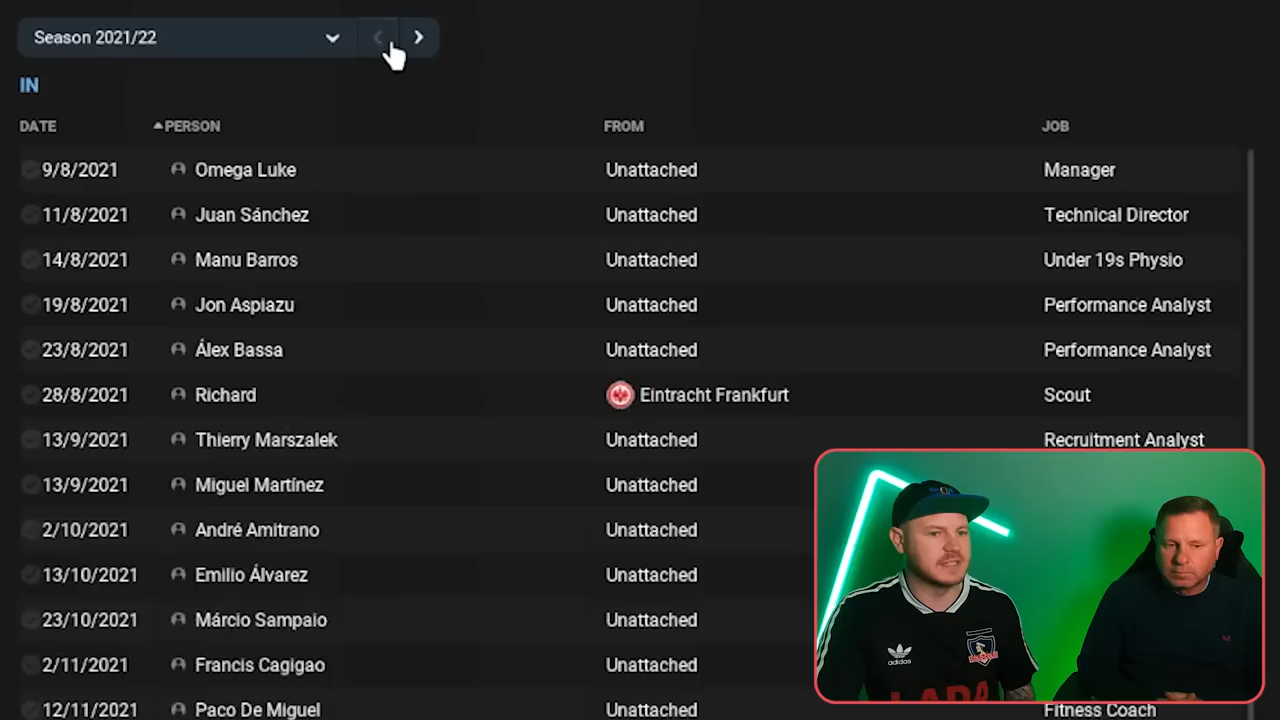 Season 2021/22
IN
DATE PERSON FROM JOB
9/8/2021 Omega Luke Unattached Manager
11/8/2021 Juan Sánchez Unattached Technical Director
14/8/2021 Manu Barros Unattached Under 19s Physio
19/8/2021 Jon Aspiazu Unattached Performance Analyst
23/8/2021 Álex Bassa Unattached Performance Analyst
28/8/2021 Richard Eintracht Frankfurt Scout
13/9/2021 Thierry Marszalek Unattached Recruitment Analyst
13/9/2021 Miguel Martínez Unattached
2/10/2021 André Amitrano Unattached
13/10/2021 Emilio Álvarez Unattached
23/10/2021 Márcio Sampaio Unattached
2/11/2021 Francis Cagigao Unattached
12/11/2021 Paco De Miguel Unattached Fitness Coach
adidas